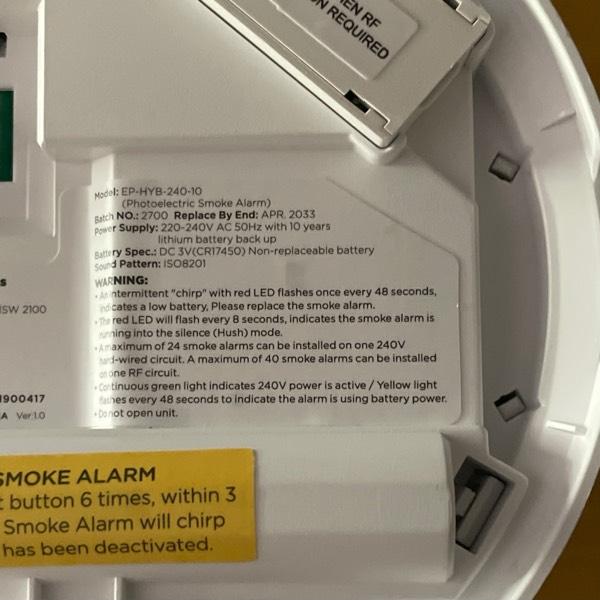 EN RF
ON REQUIRED
Model: EP-HYB-240-10
(Photoelectric Smoke Alarm)
Batch NO.: 2700 Replace By End: APR. 2033
Power Supply: 220-240V AC 50Hz with 10 years
lithium battery back up
Battery Spec.: DC 3V(CR17450) Non-replaceable battery
Sound Pattern: ISO8201
WARNING:
• An intermittent "chirp" with red LED flashes once every 48 seconds,
indicates a low battery, Please replace the smoke alarm.
• The red LED will flash every 8 seconds, indicates the smoke alarm is
running into the silence (Hush) mode.
• A maximum of 24 smoke alarms can be installed on one 240V
hard-wired circuit. A maximum of 40 smoke alarms can be installed
on one RF circuit.
• Continuous green light indicates 240V power is active / Yellow light
flashes every 48 seconds to indicate the alarm is using battery power.
• Do not open unit.
s
NSW 2100
1900417
A Ver:1.0
SMOKE ALARM
t button 6 times, within 3
Smoke Alarm will chirp
has been deactivated.